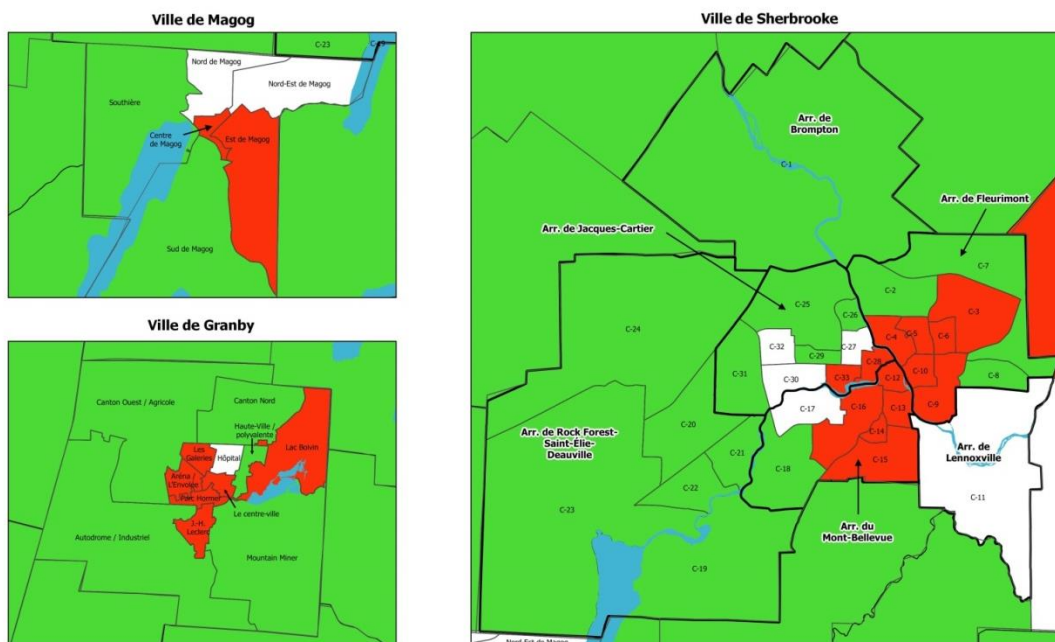 Ville de Magog
C-23
C-19
Nord de Magog
Nord-Est de Magog
Southière
Centre
de Magog
Est de Magog
Sud de Magog
Ville de Granby
Canton Ouest / Agricole
Canton Nord
Haute-Ville /
polyvalente
Lac Boivin
Les
Galeries
Hôpital
Aréna /
L'Envolée
Parc Horner
Le centre-ville
J.-H.
Leclerc
Autodrome / Industriel
Mountain Miner
Ville de Sherbrooke
Arr. de
Brompton
C-1
Arr. de Fleurimont
Arr. de Jacques-Cartier
C-7
C-2
C-25
C-3
C-26
C-24
C-4
C-5
C-6
C-32
C-27
C-29
C-28
C-31
C-10
C-8
C-30
C-33
C-12
C-9
C-17
C-16
C-13
C-20
Arr. de Rock Forest-
Saint-Élie-
Deauville
C-14
Arr. de
Lennoxville
C-21
C-18
C-15
C-11
C-22
C-23
Arr. du
Mont-Bellevue
C-19
Nord-Est de Magog